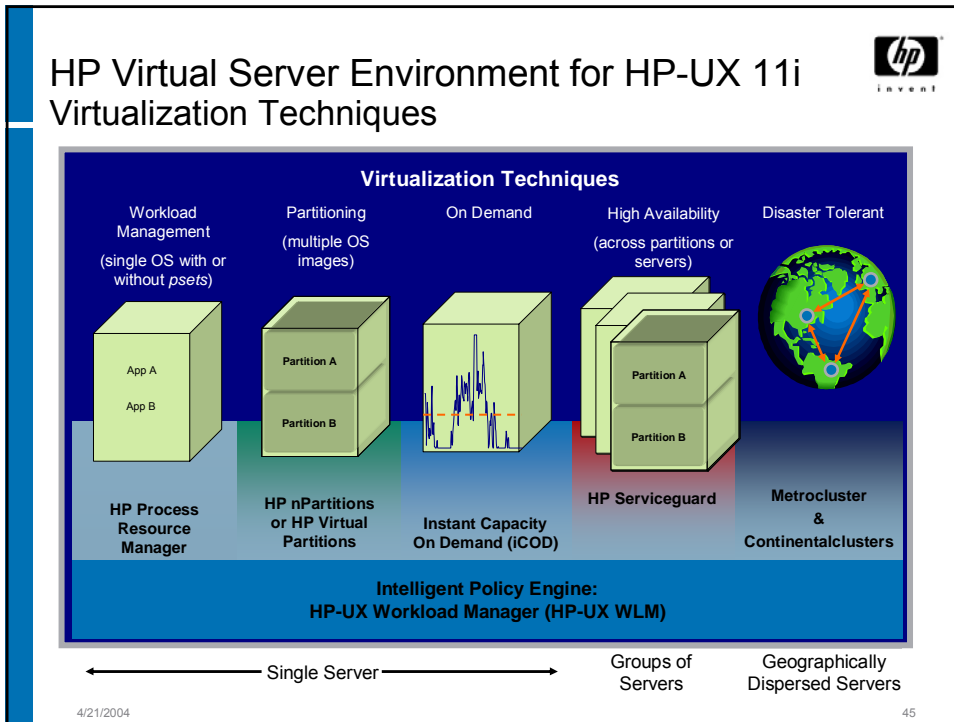 HP Virtual Server Environment for HP-UX 11i
Virtualization Techniques
hp
invent
Virtualization Techniques
Workload
Management
(single OS with or
without psets)
Partitioning
(multiple OS
images)
On Demand
High Availability
(across partitions or
servers)
Disaster Tolerant
App A
App B
Partition A
Partition B
Partition A
Partition B
HP Process
Resource
Manager
HP nPartitions
or HP Virtual
Partitions
Instant Capacity
On Demand (iCOD)
HP Serviceguard
Metrocluster
&
Continentalclusters
Intelligent Policy Engine:
HP-UX Workload Manager (HP-UX WLM)
Single Server
Groups of
Servers
Geographically
Dispersed Servers
4/21/2004
45